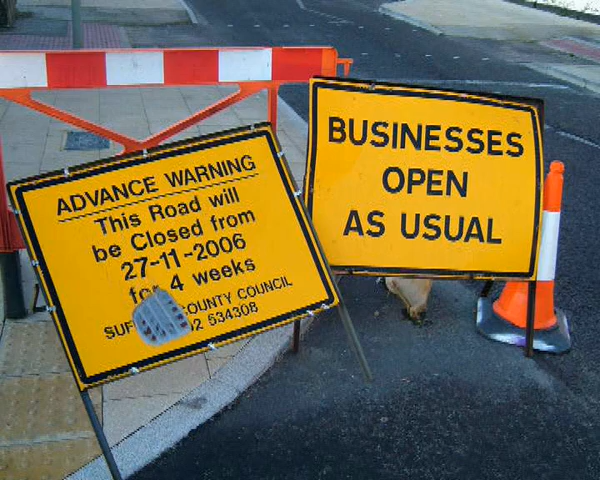 ADVANCE WARNING
This Road will
be Closed from
27-11-2006
for 4 weeks
COUNTY COUNCIL
534308
BUSINESSES
OPEN
AS USUAL